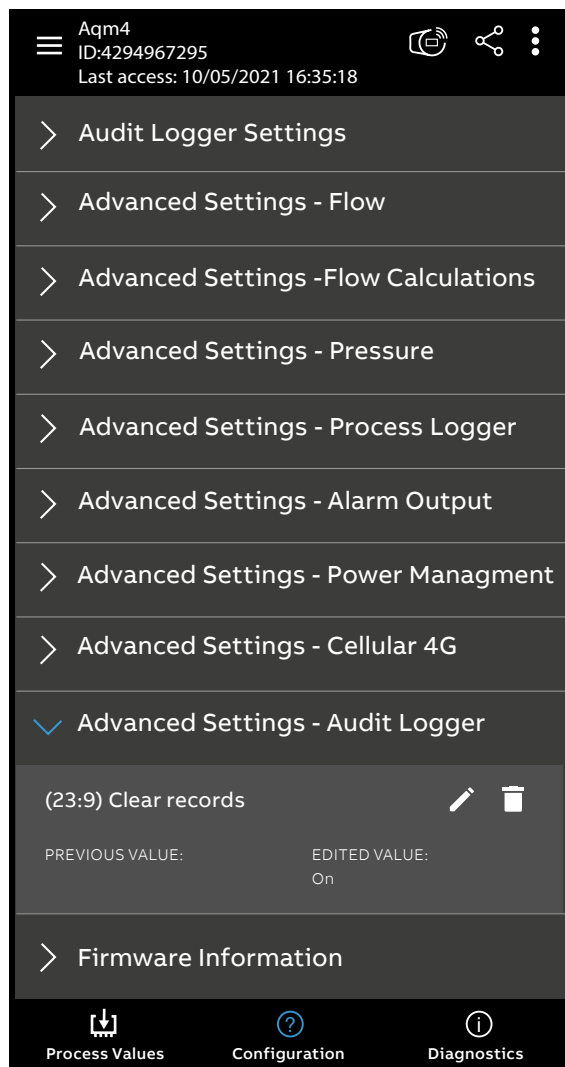 Aqm4
ID:4294967295
Last access: 10/05/2021 16:35:18
Audit Logger Settings
Advanced Settings - Flow
Advanced Settings -Flow Calculations
Advanced Settings - Pressure
Advanced Settings - Process Logger
Advanced Settings - Alarm Output
Advanced Settings - Power Managment
Advanced Settings - Cellular 4G
Advanced Settings - Audit Logger
(23:9) Clear records
PREVIOUS VALUE: EDITED VALUE:
On
Firmware Information
Process Values Configuration Diagnostics